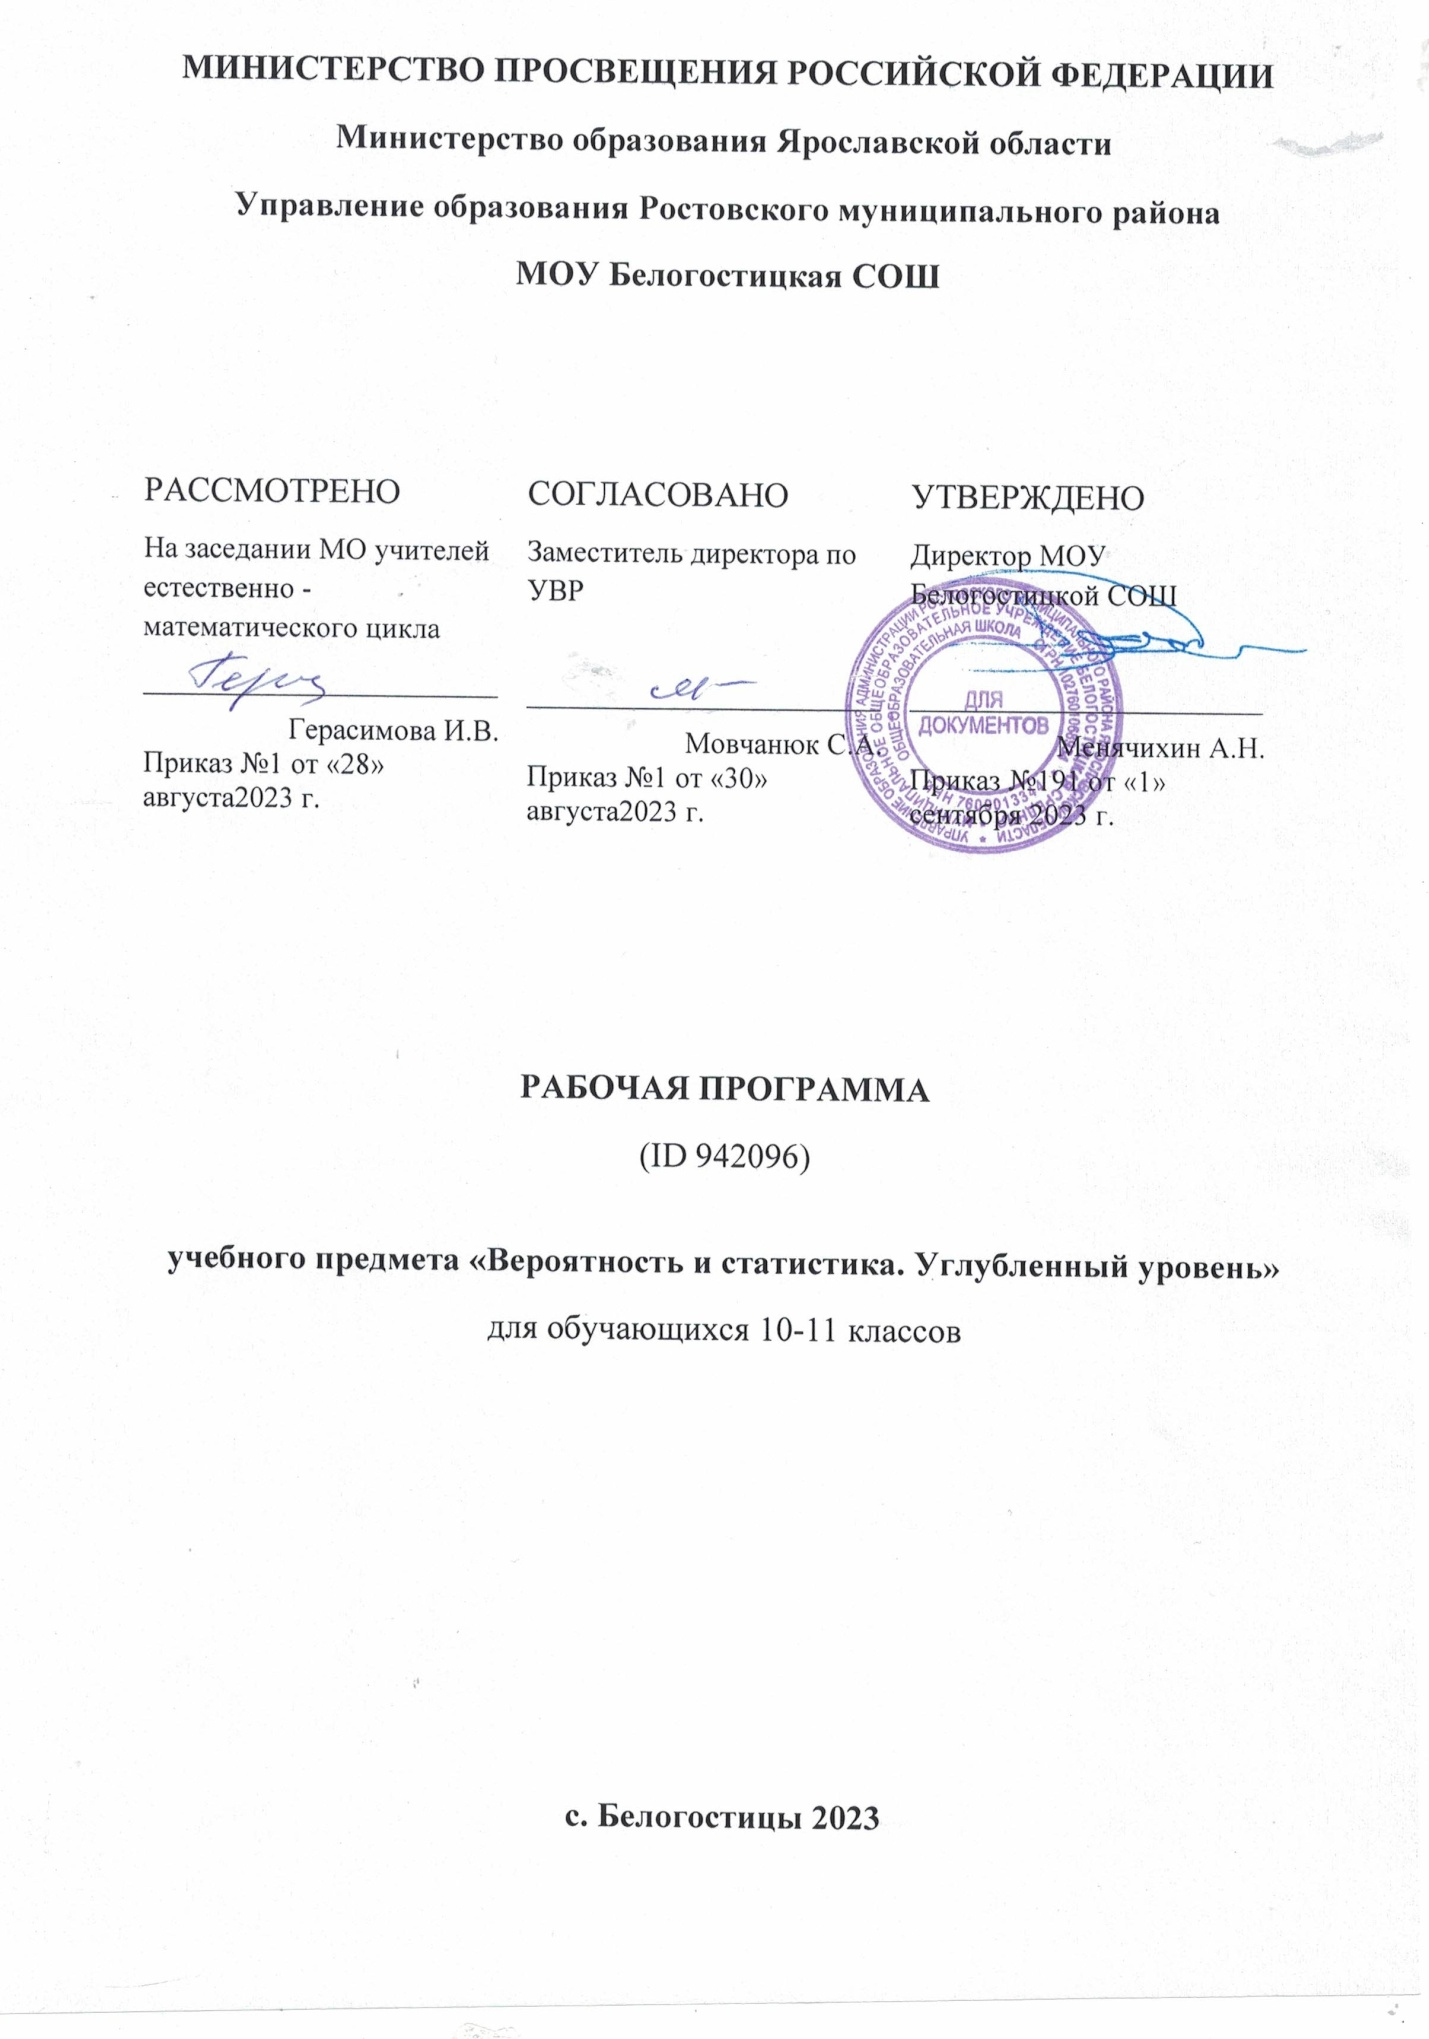 МИНИСТЕРСТВО ПРОСВЕЩЕНИЯ РОССИЙСКОЙ ФЕДЕРАЦИИ
Министерство образования Ярославской области
Управление образования Ростовского муниципального района
МОУ Белогостицкая СОШ
РАССМОТРЕНО
На заседании МО учителей
естественно -
математического цикла
Герасимова И.В.
Приказ №1 от «28»
августа2023 г.
СОГЛАСОВАНО
Заместитель директора по
УВР
Мовчанюк С.А.
Приказ №1 от «30»
августа2023 г.
УТВЕРЖДЕНО
Директор МОУ
Белогостицкой СОШ
ДЛЯ
ДОКУМЕНТОВ
Менячихин А.Н.
Приказ №191 от «1»
сентября 2023 г.
РАБОЧАЯ ПРОГРАММА
(ID 942096)
учебного предмета «Вероятность и статистика. Углубленный уровень»
для обучающихся 10-11 классов
с. Белогостицы 2023